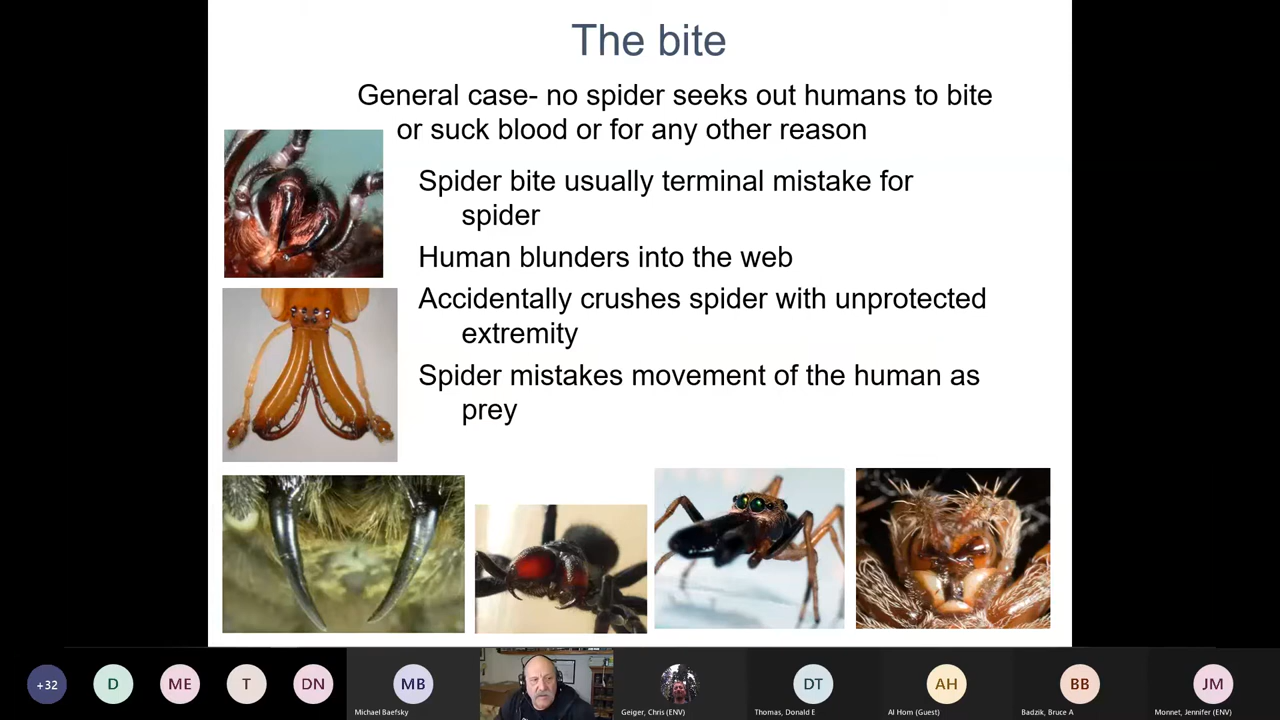 The bite
General case- no spider seeks out humans to bite
or suck blood or for any other reason
Spider bite usually terminal mistake for
spider
Human blunders into the web
Accidentally crushes spider with unprotected
extremity
Spider mistakes movement of the human as
prey
+32
D
ME
T
DN
MB
DT
AH
BB
JM
Michael Baefsky
Geiger, Chris (ENV)
Thomas, Donald E
Al Hom (Guest)
Badzik, Bruce A
Monnet, Jennifer (ENV)